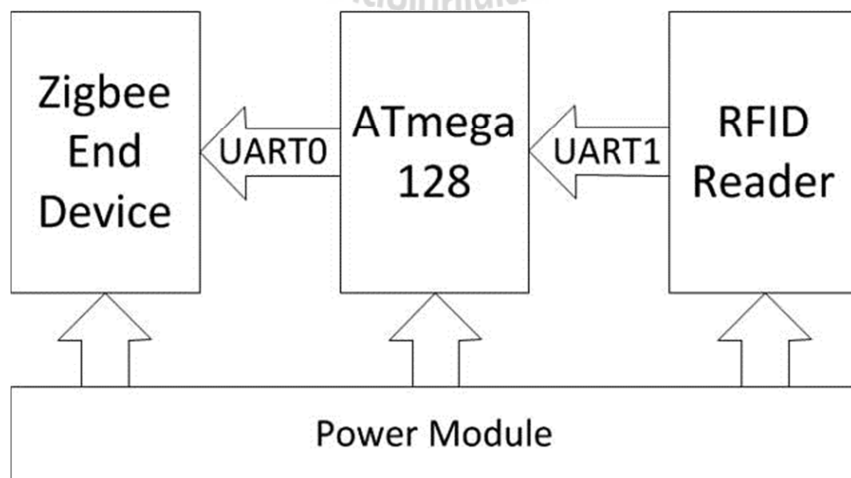 Zigbee
End
Device
UART0
ATmega
128
UART1
RFID
Reader
Power Module